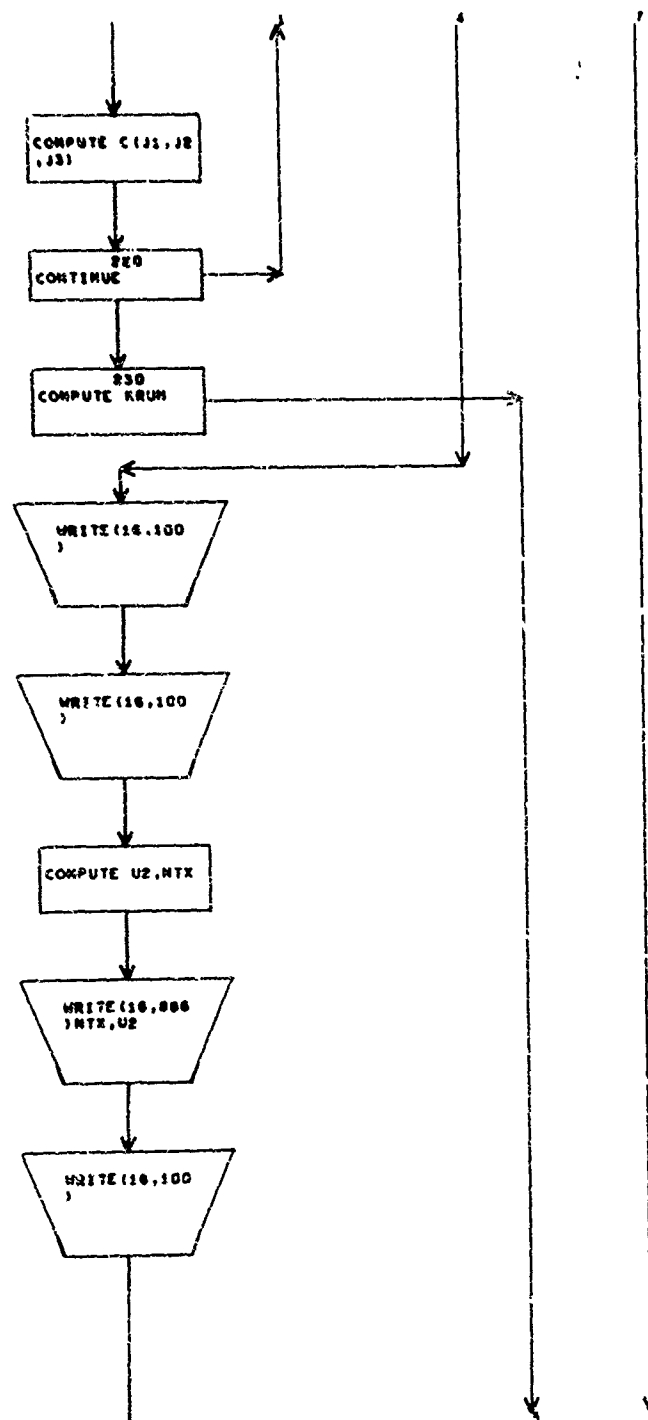 COMPUTE C(J1,J2
,J3)
220
CONTINUE
230
COMPUTE KRUM
WRITE(16,100
)
WRITE(16,100
)
COMPUTE U2,NTX
WRITE(16,886
)NTX,U2
WRITE(16,100
)